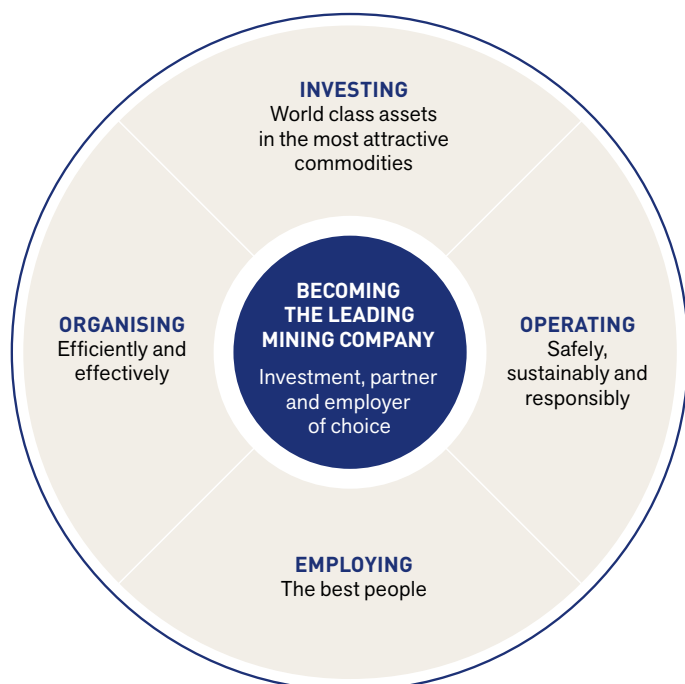 INVESTING
World class assets
in the most attractive
commodities
ORGANISING
Efficiently and
effectively
BECOMING
THE LEADING
MINING COMPANY
Investment, partner
and employer
of choice
OPERATING
Safely,
sustainably and
responsibly
EMPLOYING
The best people